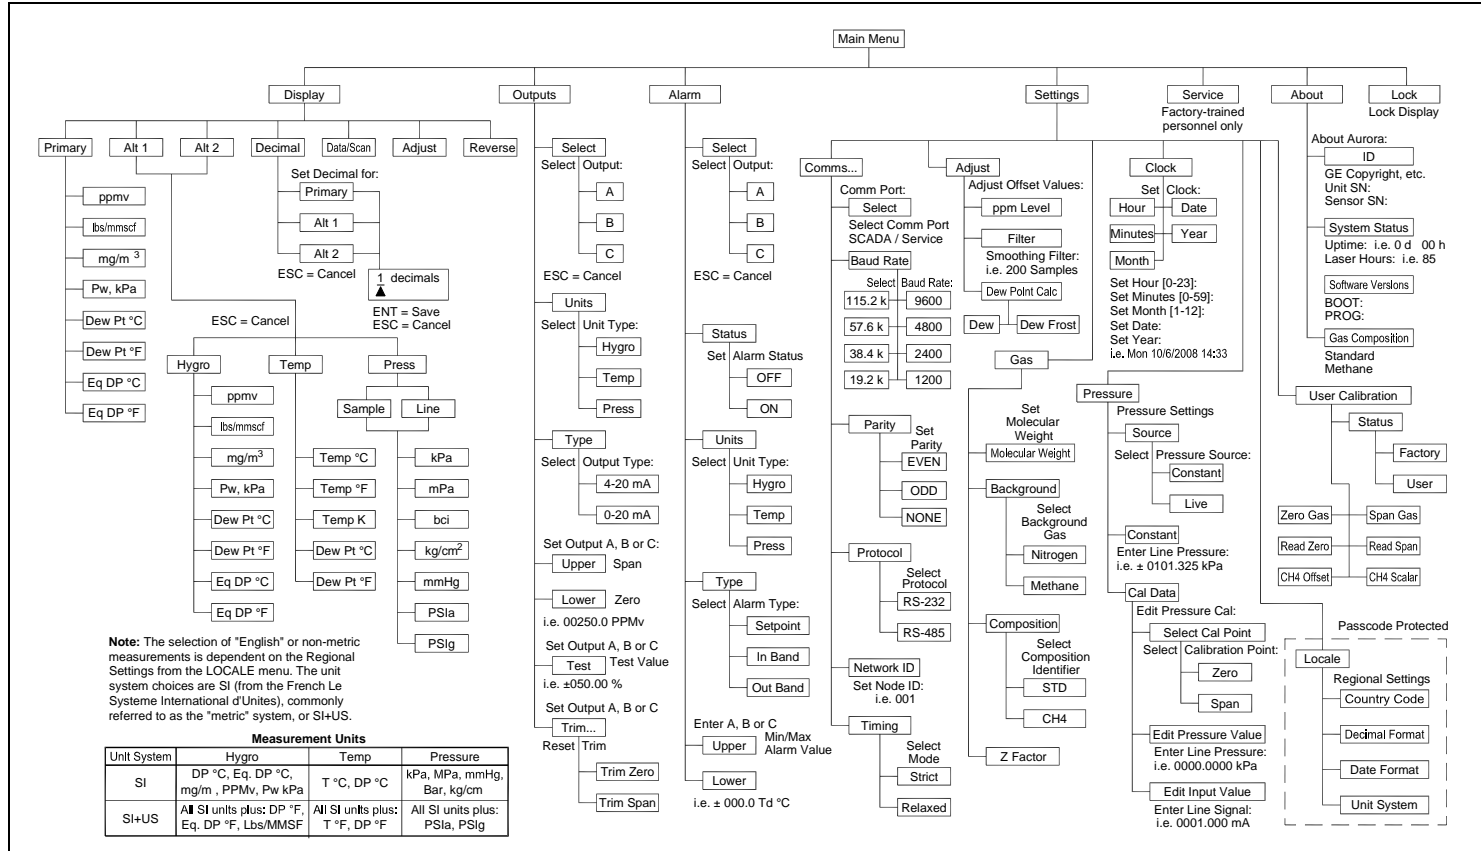 Main Menu
Display
Outputs
Alarm
Settings
Service
About
Lock
Factory-trained
personnel only
Lock Display
Primary
Alt 1
Alt 2
Decimal
Data/Scan
Adjust
Reverse
ppmv
lbs/mmscf
mg/m 3
Pw, kPa
Dew Pt °C
Dew Pt °F
Eq DP °C
Eq DP °F
Set Decimal for:
Primary
Alt 1
Alt 2
ESC = Cancel
1 decimals
ENT = Save
ESC = Cancel
ESC = Cancel
Hygro
Temp
Press
ppmv
lbs/mmscf
mg/m3
Pw, kPa
Dew Pt °C
Dew Pt °F
Eq DP °C
Eq DP °F
Temp °C
Temp °F
Temp K
Dew Pt °C
Dew Pt °F
Sample
Line
kPa
mPa
bci
kg/cm2
mmHg
PSIa
PSIg
Select
Select Output:
A
B
C
ESC = Cancel
Units
Select Unit Type:
Hygro
Temp
Press
Type
Select Output Type:
4-20 mA
0-20 mA
Set Output A, B or C:
Upper Span
Lower Zero
i.e. 00250.0 PPMv
Set Output A, B or C
Test Test Value
i.e. ±050.00 %
Set Output A, B or C
Trim...
Reset Trim
Trim Zero
Trim Span
Select
Select Output:
A
B
C
ESC = Cancel
Status
Set Alarm Status
OFF
ON
Units
Select Unit Type:
Hygro
Temp
Press
Type
Select Alarm Type:
Setpoint
In Band
Out Band
Enter A, B or C
Upper
Min/Max
Alarm Value
Lower
i.e. ± 000.0 Td °C
Comms...
Comm Port:
Select
Select Comm Port
SCADA / Service
Baud Rate
Select Baud Rate:
115.2 k 9600
57.6 k 4800
38.4 k 2400
19.2 k 1200
Parity
Set
Parity
EVEN
ODD
NONE
Protocol
Select
Protocol
RS-232
RS-485
Network ID
Set Node ID:
i.e. 001
Timing
Select
Mode
Strict
Relaxed
Adjust
Adjust Offset Values:
ppm Level
Filter
Smoothing Filter:
i.e. 200 Samples
Dew Point Calc
Dew
Dew Frost
Gas
Set
Molecular
Weight
Molecular Weight
Background
Select
Background
Gas
Nitrogen
Methane
Composition
Select
Composition
Identifier
STD
CH4
Z Factor
Clock
Set Clock:
Hour Date
Minutes Year
Month
Set Hour [0-23]:
Set Minutes [0-59]:
Set Month [1-12]:
Set Date:
Set Year:
i.e. Mon 10/6/2008 14:33
Pressure
Pressure Settings
Source
Select Pressure Source:
Constant
Live
Constant
Enter Line Pressure:
i.e. ± 0101.325 kPa
Cal Data
Edit Pressure Cal:
Select Cal Point
Select Calibration Point:
Zero
Span
Edit Pressure Value
Enter Line Pressure:
i.e. 0000.0000 kPa
Edit Input Value
Enter Line Signal:
i.e. 0001.000 mA
About Aurora:
ID
GE Copyright, etc.
Unit SN:
Sensor SN:
System Status
Uptime: i.e. 0 d 00 h
Laser Hours: i.e. 85
Software Versions
BOOT:
PROG:
Gas Composition
Standard
Methane
User Calibration
Status
Factory
User
Zero Gas Span Gas
Read Zero Read Span
CH4 Offset CH4 Scalar
Passcode Protected
Locale
Regional Settings
Country Code
Decimal Format
Date Format
Unit System
Note: The selection of "English" or non-metric
measurements is dependent on the Regional
Settings from the LOCALE menu. The unit
system choices are SI (from the French Le
Systeme International d'Unites), commonly
referred to as the "metric" system, or SI+US.
Measurement Units
Unit System Hygro Temp Pressure
SI
DP °C, Eq. DP °C,
mg/m , PPMv, Pw kPa
T °C, DP °C
kPa, MPa, mmHg,
Bar, kg/cm
SI+US
All SI units plus: DP °F,
Eq. DP °F, Lbs/MMSF
All SI units plus:
T °F, DP °F
All SI units plus:
PSIa, PSIg